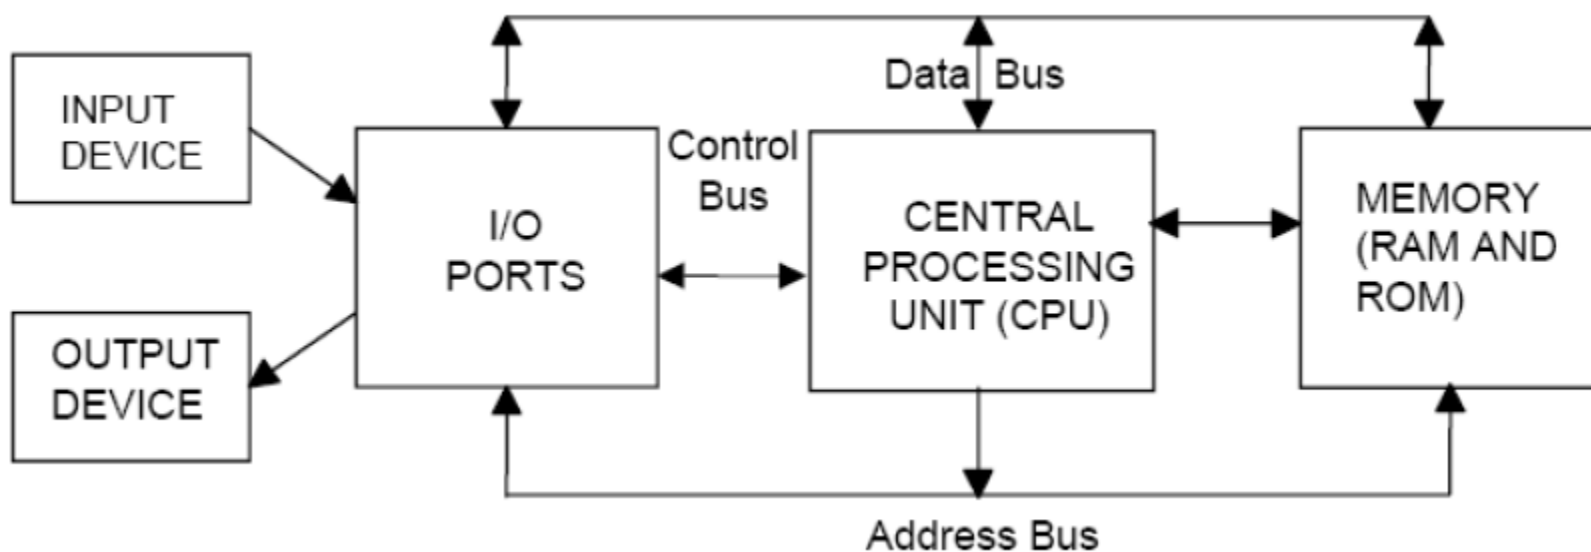 Data Bus
INPUT
DEVICE
Control
Bus
I/O
PORTS
CENTRAL
PROCESSING
UNIT (CPU)
MEMORY
(RAM AND
ROM)
OUTPUT
DEVICE
Address Bus